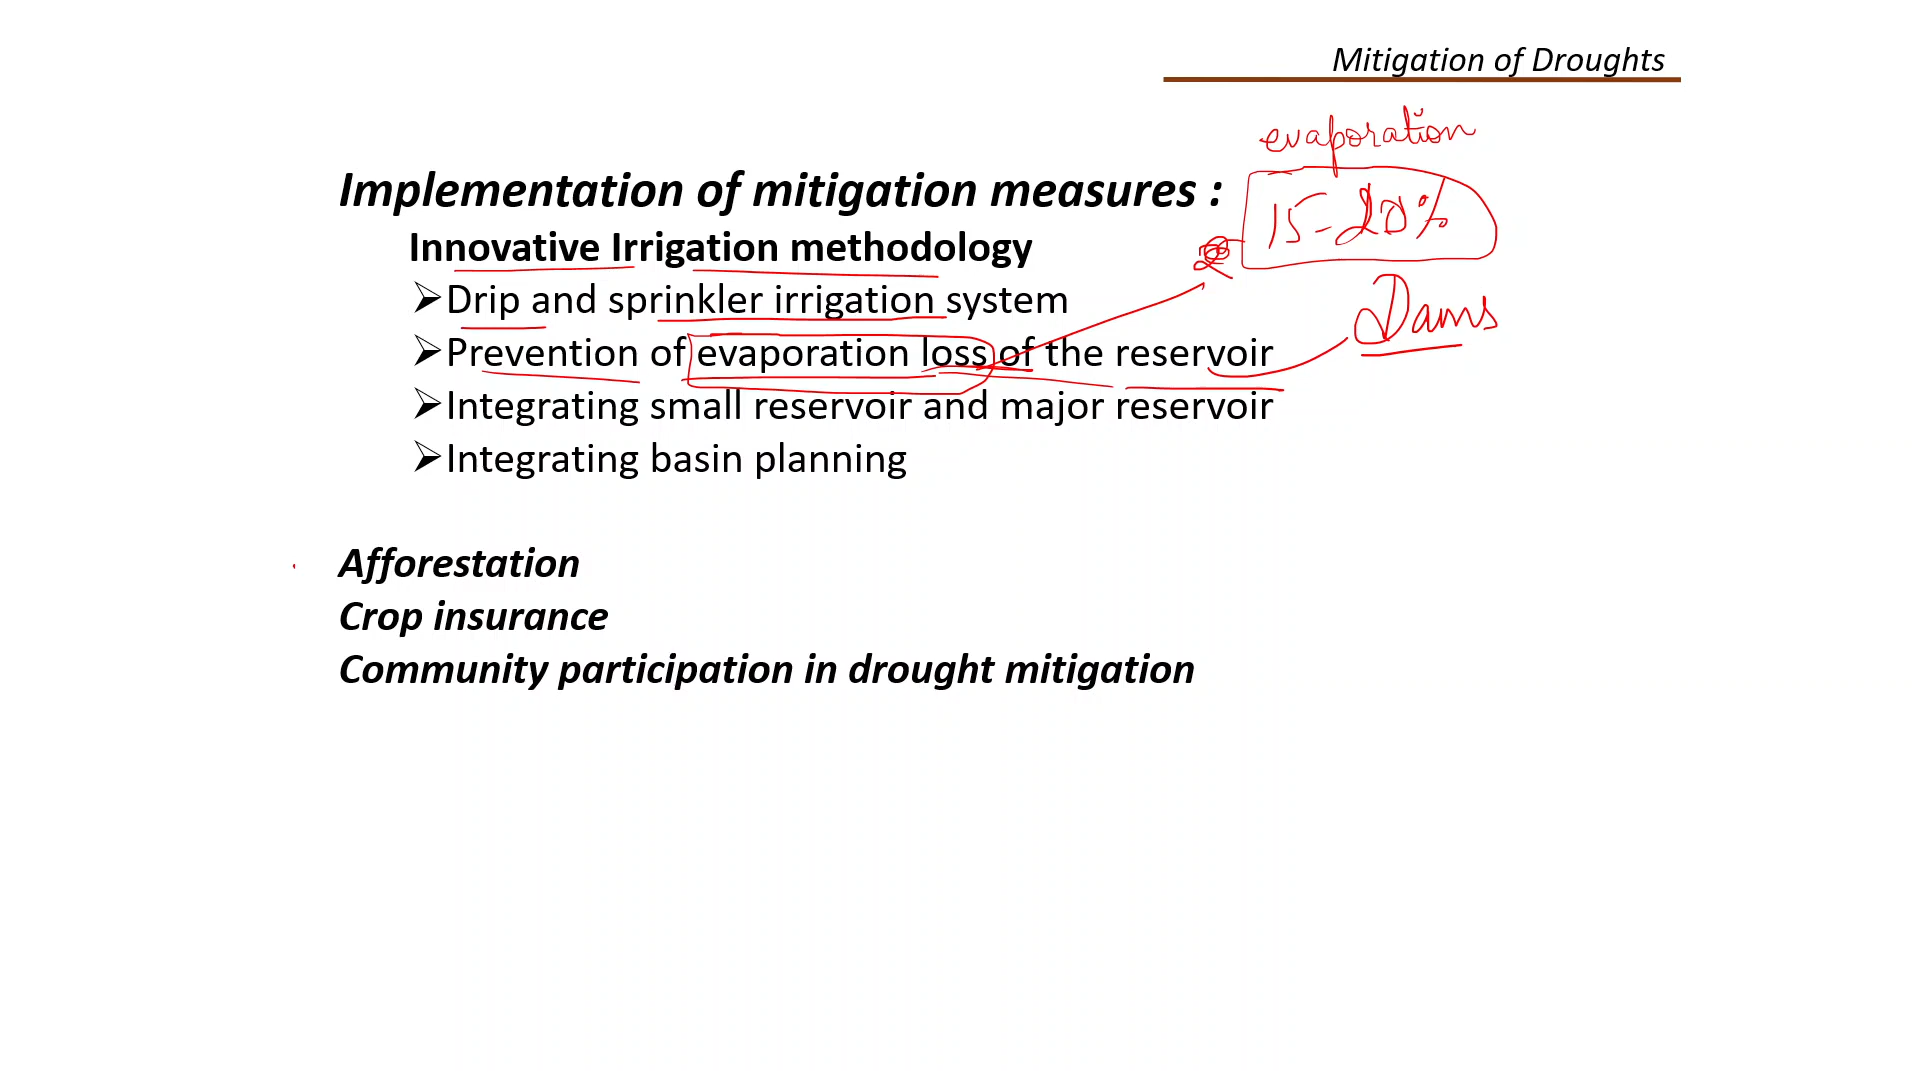 Mitigation of Droughts
evaporation
Implementation of mitigation measures :
15-20%
Innovative Irrigation methodology
➢Drip and sprinkler irrigation system
Dams
➢Prevention of evaporation loss of the reservoir
➢Integrating small reservoir and major reservoir
➢Integrating basin planning
Afforestation
Crop insurance
Community participation in drought mitigation